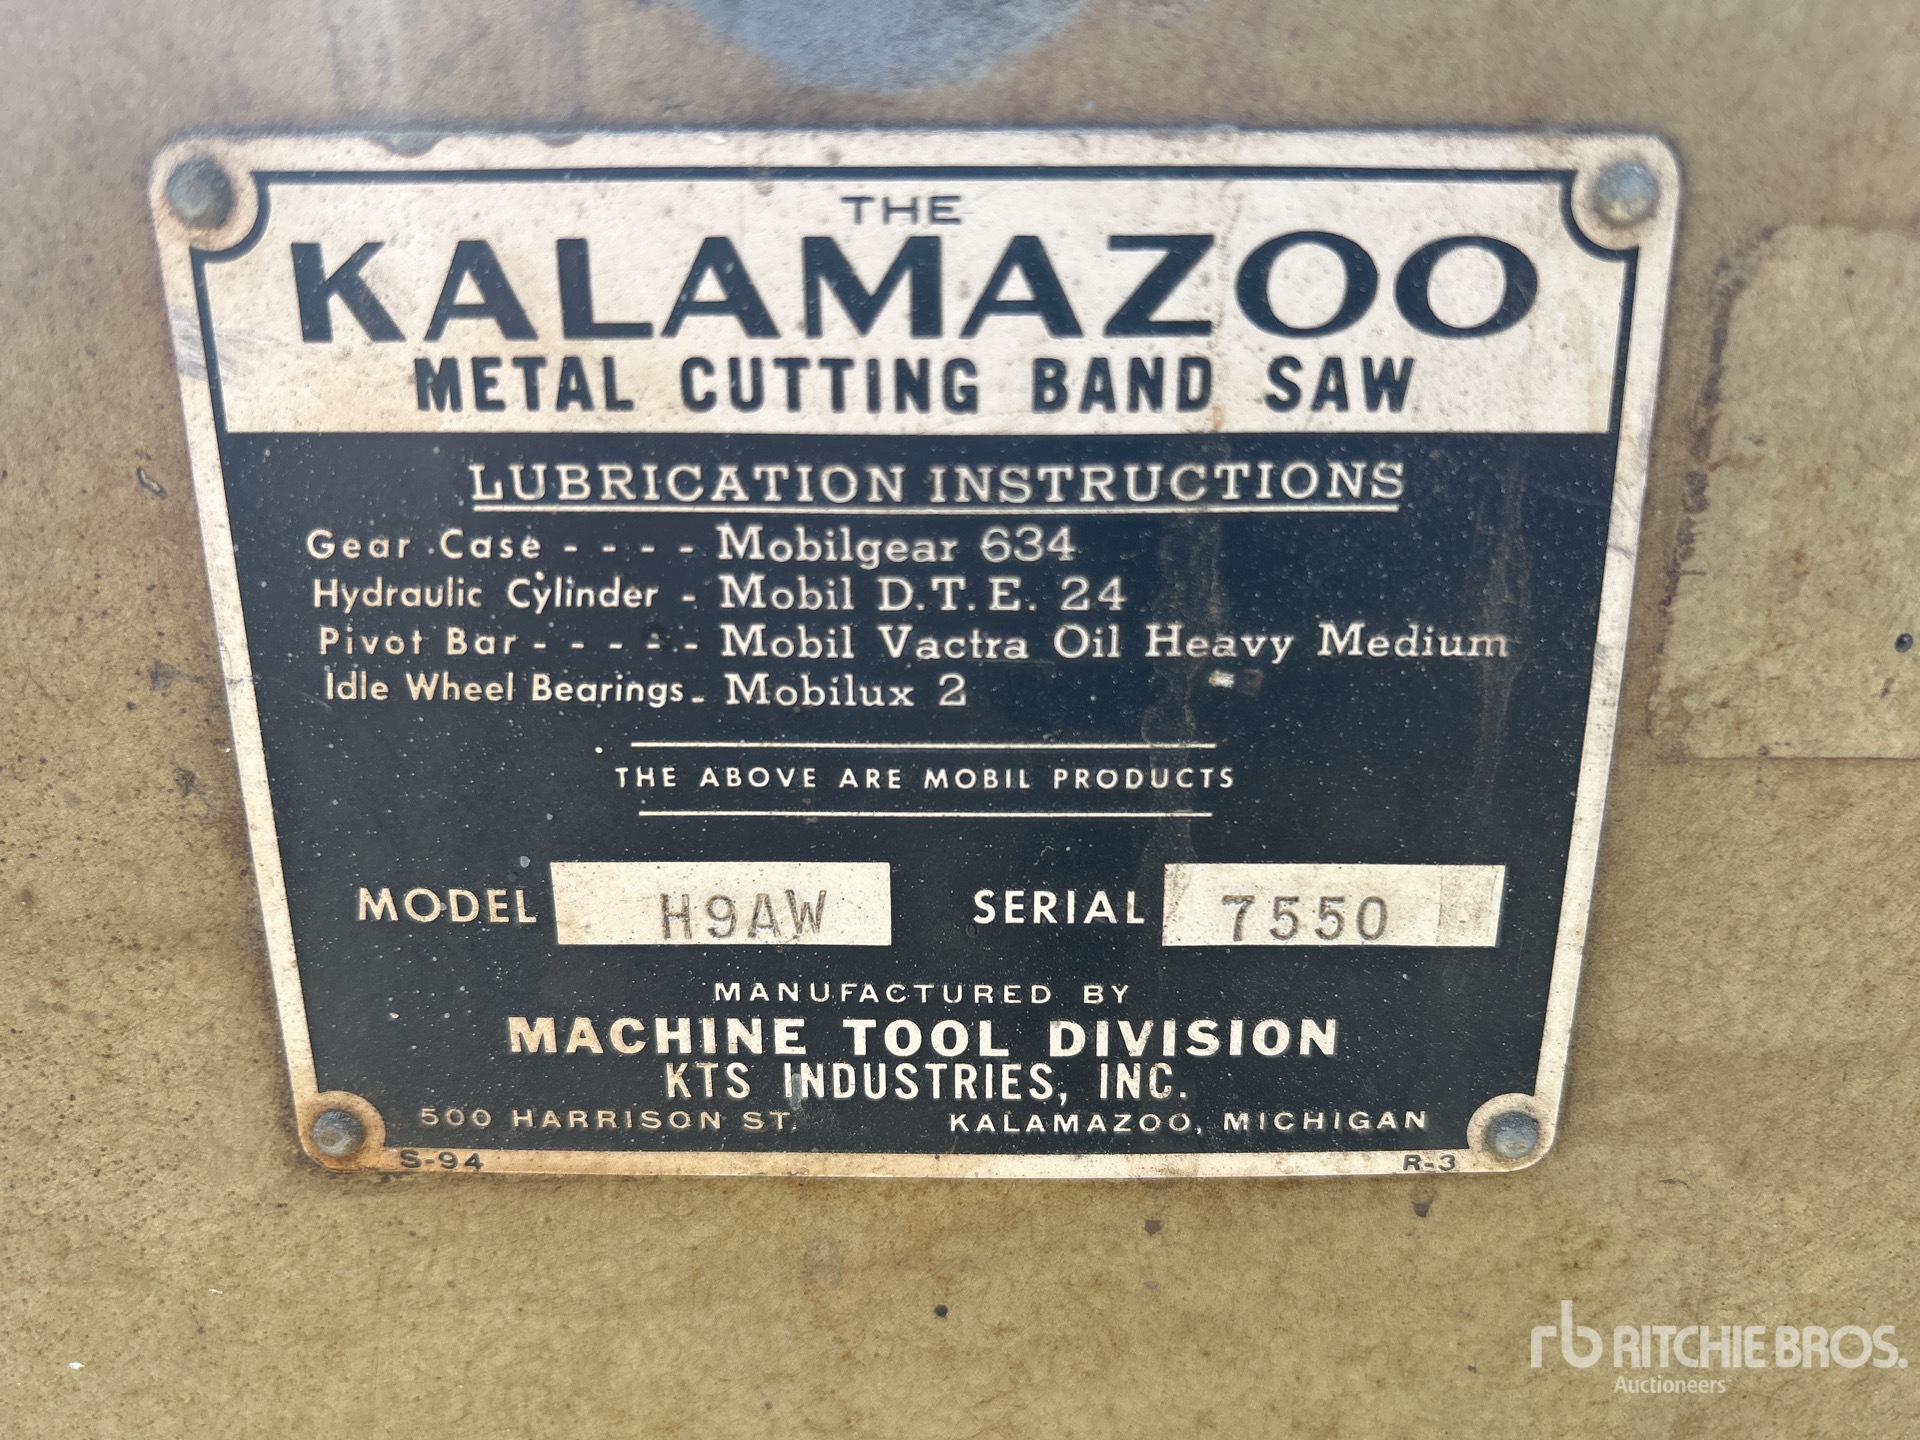 THE
KALAMAZOO
METAL CUTTING BAND SAW
LUBRICATION INSTRUCTIONS
Gear Case - - - - Mobilgear 634
Hydraulic Cylinder - Mobil D.T.E. 24
Pivot Bar - - - - - Mobil Vactra Oil Heavy Medium
Idle Wheel Bearings - Mobilux 2
THE ABOVE ARE MOBIL PRODUCTS
MODEL H9AW SERIAL 7550
MANUFACTURED BY
MACHINE TOOL DIVISION
KTS INDUSTRIES, INC.
500 HARRISON ST. KALAMAZOO, MICHIGAN
S-94 R-3
rb RITCHIE BROS.
Auctioneers